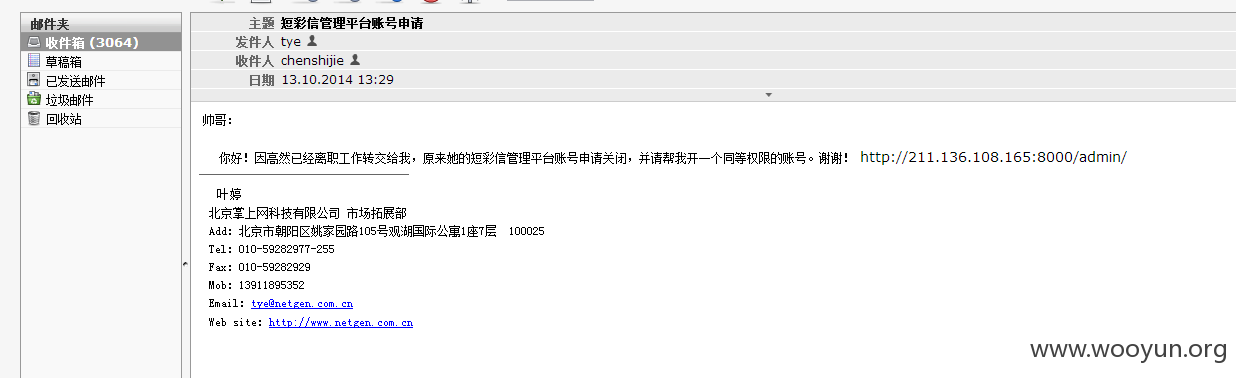 邮件夹
收件箱 (3064)
草稿箱
已发送邮件
垃圾邮件
回收站
主题 短彩信管理平台账号申请
发件人 tye
收件人 chenshijie
日期 13.10.2014 13:29
帅哥：
你好！因高然已经离职工作转交给我，原来她的短彩信管理平台账号申请关闭，并请帮我开一个同等权限的账号。谢谢！ http://211.136.108.165:8000/admin/
叶婷
北京掌上网科技有限公司 市场拓展部
Add: 北京市朝阳区姚家园路105号观湖国际公寓1座7层 100025
Tel: 010-59282977-255
Fax: 010-59282929
Mob: 13911895352
Email: tye@netgen.com.cn
Web site: http://www.netgen.com.cn
www.wooyun.org